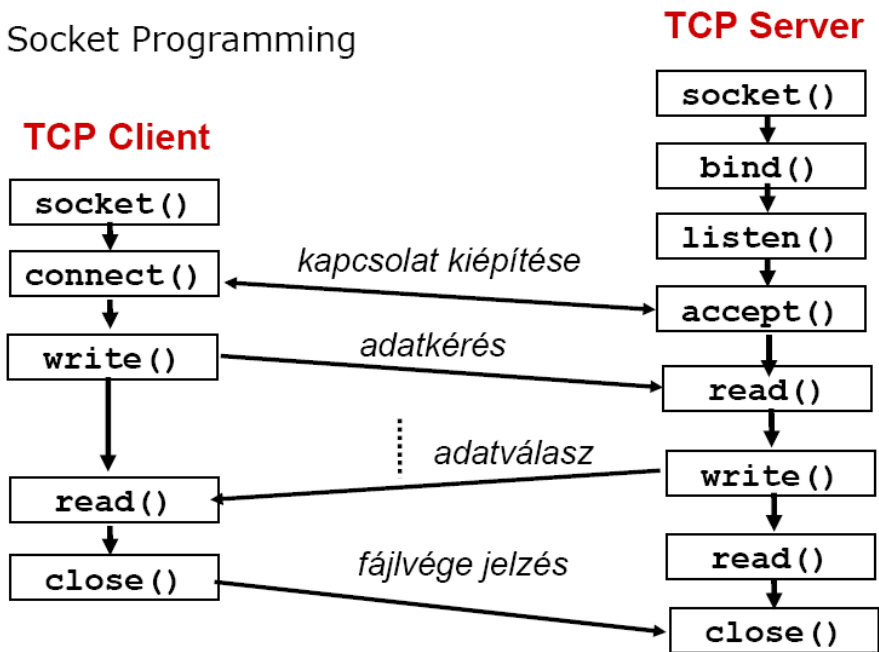 Socket Programming
TCP Server
TCP Client
socket()
bind()
socket()
listen()
connect()
kapcsolat kiépítése
accept()
write()
adatkérés
read()
adatválasz
write()
read()
close()
fájlvége jelzés
read()
close()